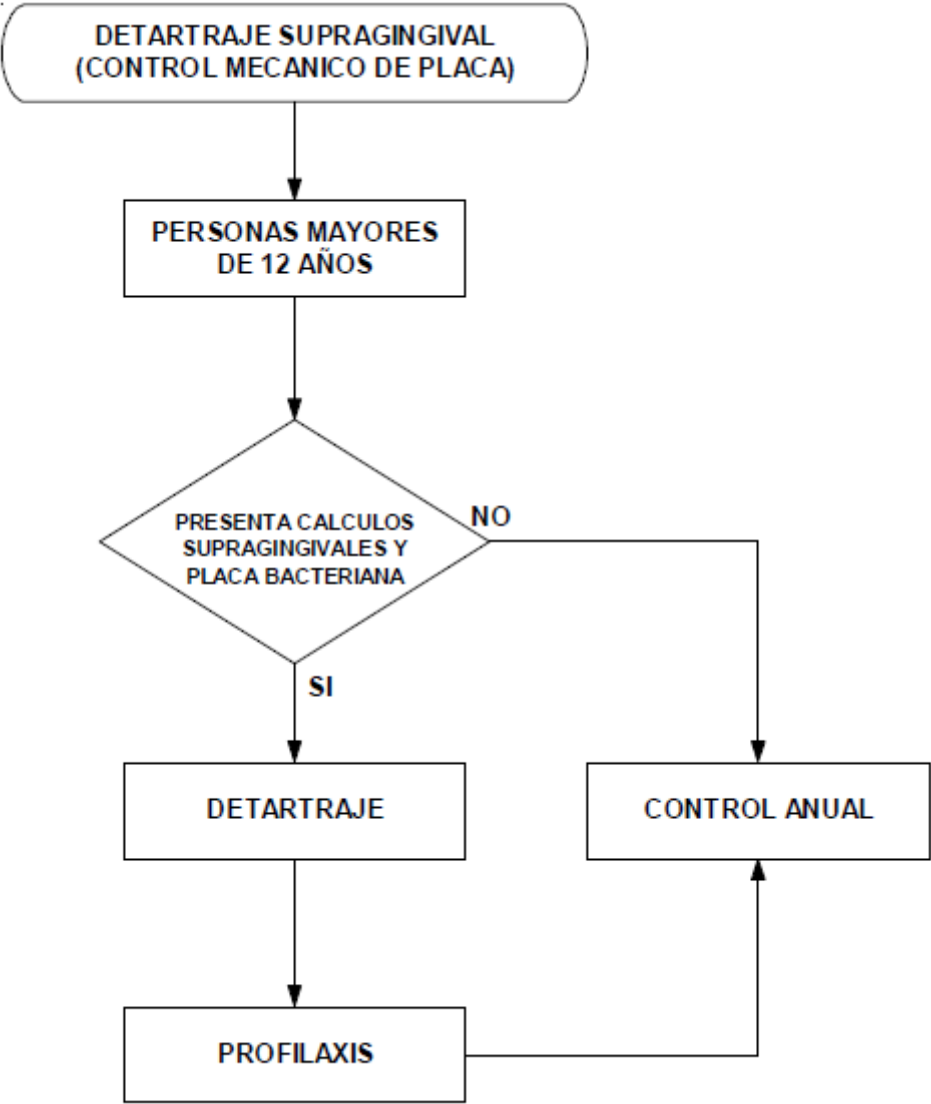 DETARTRAJE SUPRAGINGIVAL
(CONTROL MECANICO DE PLACA)
PERSONAS MAYORES
DE 12 AÑOS
PRESENTA CALCULOS
SUPRAGINGIVALES Y
PLACA BACTERIANA
NO
SI
DETARTRAJE
CONTROL ANUAL
PROFILAXIS